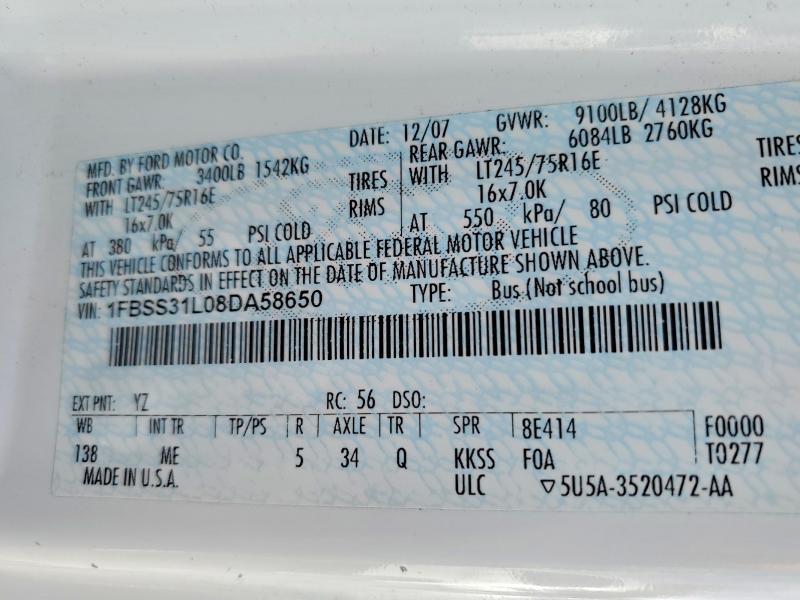 MFD. BY FORD MOTOR CO. DATE: 12/07 GVWR: 9100LB/ 4128KG
FRONT GAWR: 3400LB 1542KG REAR GAWR: 6084LB 2760KG
WITH LT245/75R16E TIRES WITH LT245/75R16E TIRES
16x7.0K RIMS 16x7.0K RIMS
AT 380 kPa/ 55 PSI COLD AT 550 kPa/ 80 PSI COLD
THIS VEHICLE CONFORMS TO ALL APPLICABLE FEDERAL MOTOR VEHICLE
SAFETY STANDARDS IN EFFECT ON THE DATE OF MANUFACTURE SHOWN ABOVE.
VIN: 1FBSS31L08DA58650 TYPE: Bus (Not school bus)
EXT PNT: YZ RC: 56 DSO:
WB INT TR TP/PS R AXLE TR SPR 8E414 F0000
138 ME 5 34 Q KKSS FOA T0277
MADE IN U.S.A. ULC ▽5U5A-3520472-AA